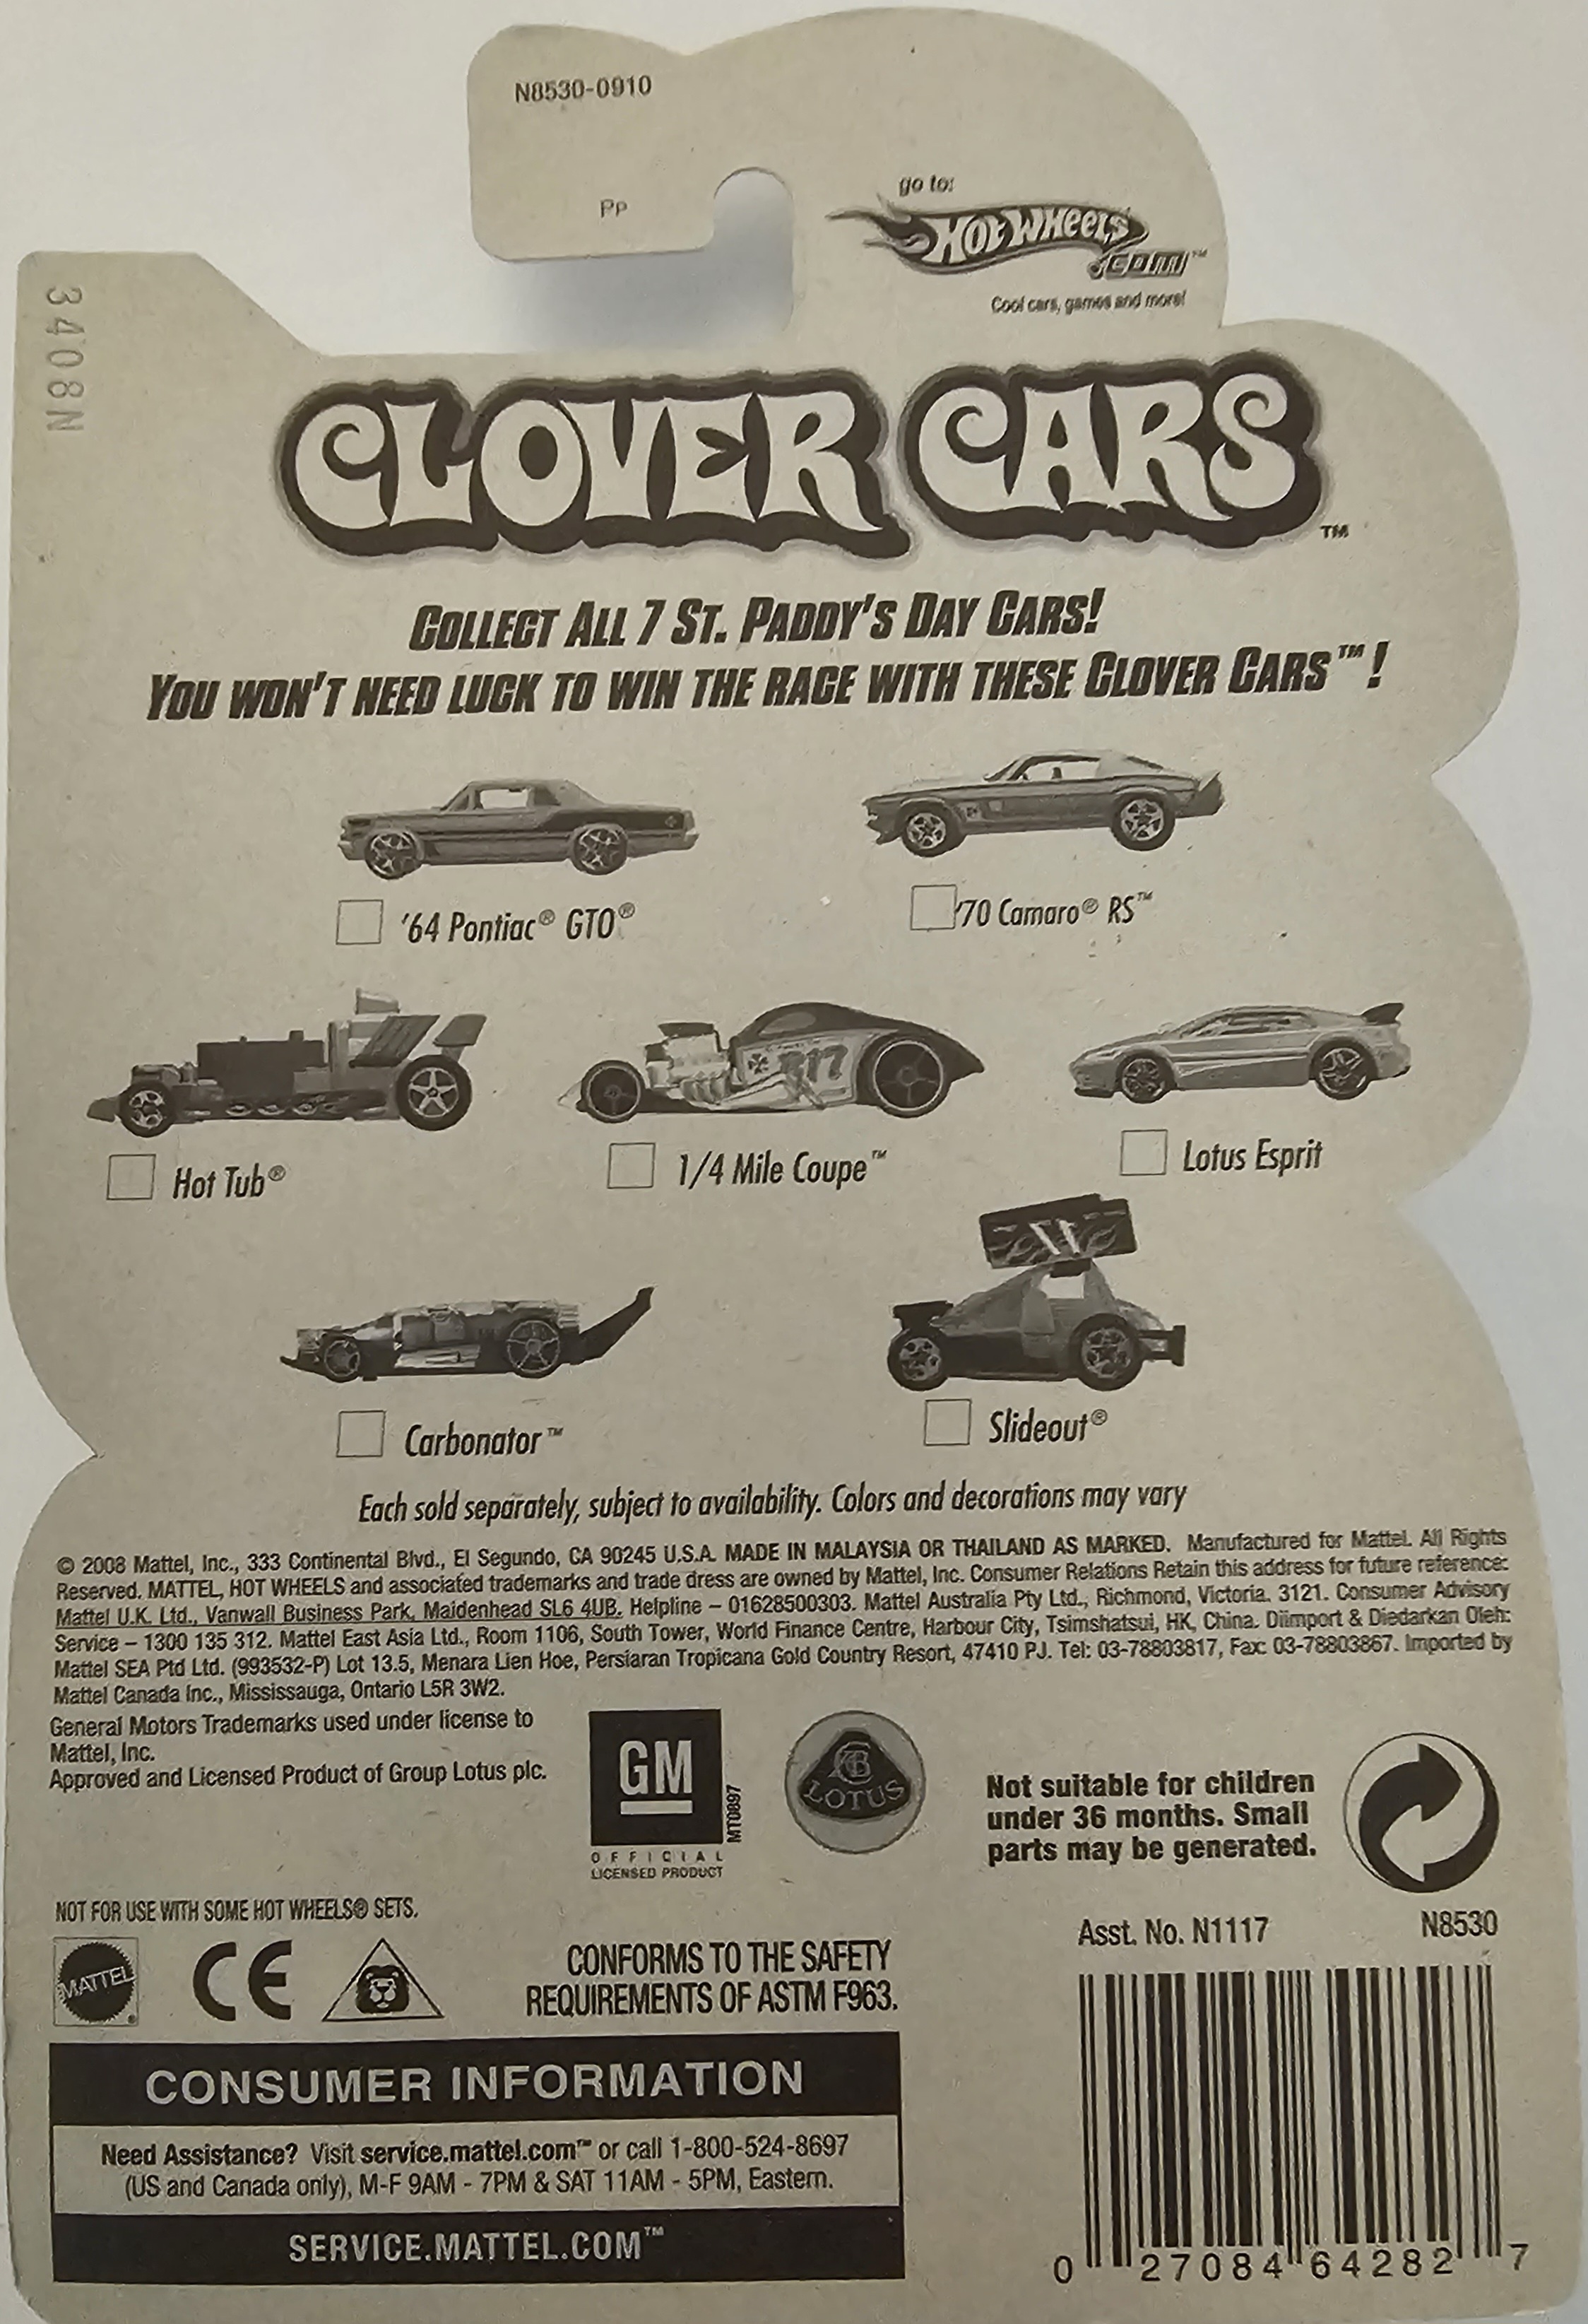 N8530-0910
Pp
go to:
HotWheels
.com™
Cool cars, games and more!
3408N
CLOVER CARS™
COLLECT ALL 7 ST. PADDY'S DAY CARS!
YOU WON'T NEED LUCK TO WIN THE RACE WITH THESE CLOVER CARS™!
'64 Pontiac® GTO®
'70 Camaro® RS™
Hot Tub®
1/4 Mile Coupe™
Lotus Esprit
Carbonator™
Slideout®
Each sold separately, subject to availability. Colors and decorations may vary
© 2008 Mattel, Inc., 333 Continental Blvd., El Segundo, CA 90245 U.S.A. MADE IN MALAYSIA OR THAILAND AS MARKED. Manufactured for Mattel. All Rights
Reserved. MATTEL, HOT WHEELS and associated trademarks and trade dress are owned by Mattel, Inc. Consumer Relations Retain this address for future reference:
Mattel U.K. Ltd., Vanwall Business Park, Maidenhead SL6 4UB. Helpline – 01628500303. Mattel Australia Pty Ltd., Richmond, Victoria. 3121. Consumer Advisory
Service – 1300 135 312. Mattel East Asia Ltd., Room 1106, South Tower, World Finance Centre, Harbour City, Tsimshatsui, HK, China. Diimport & Diedarkan Oleh:
Mattel SEA Ptd Ltd. (993532-P) Lot 13.5, Menara Lien Hoe, Persiaran Tropicana Gold Country Resort, 47410 PJ. Tel: 03-78803817, Fax: 03-78803867. Imported by
Mattel Canada Inc., Mississauga, Ontario L5R 3W2.
General Motors Trademarks used under license to
Mattel, Inc.
Approved and Licensed Product of Group Lotus plc.
GM
MT0897
OFFICIAL
LICENSED PRODUCT
LOTUS
Not suitable for children
under 36 months. Small
parts may be generated.
NOT FOR USE WITH SOME HOT WHEELS® SETS.
MATTEL®
CE
CONFORMS TO THE SAFETY
REQUIREMENTS OF ASTM F963.
Asst. No. N1117
N8530
CONSUMER INFORMATION
Need Assistance? Visit service.mattel.com™ or call 1-800-524-8697
(US and Canada only), M-F 9AM - 7PM & SAT 11AM - 5PM, Eastern.
SERVICE.MATTEL.COM™
0 27084 64282 7